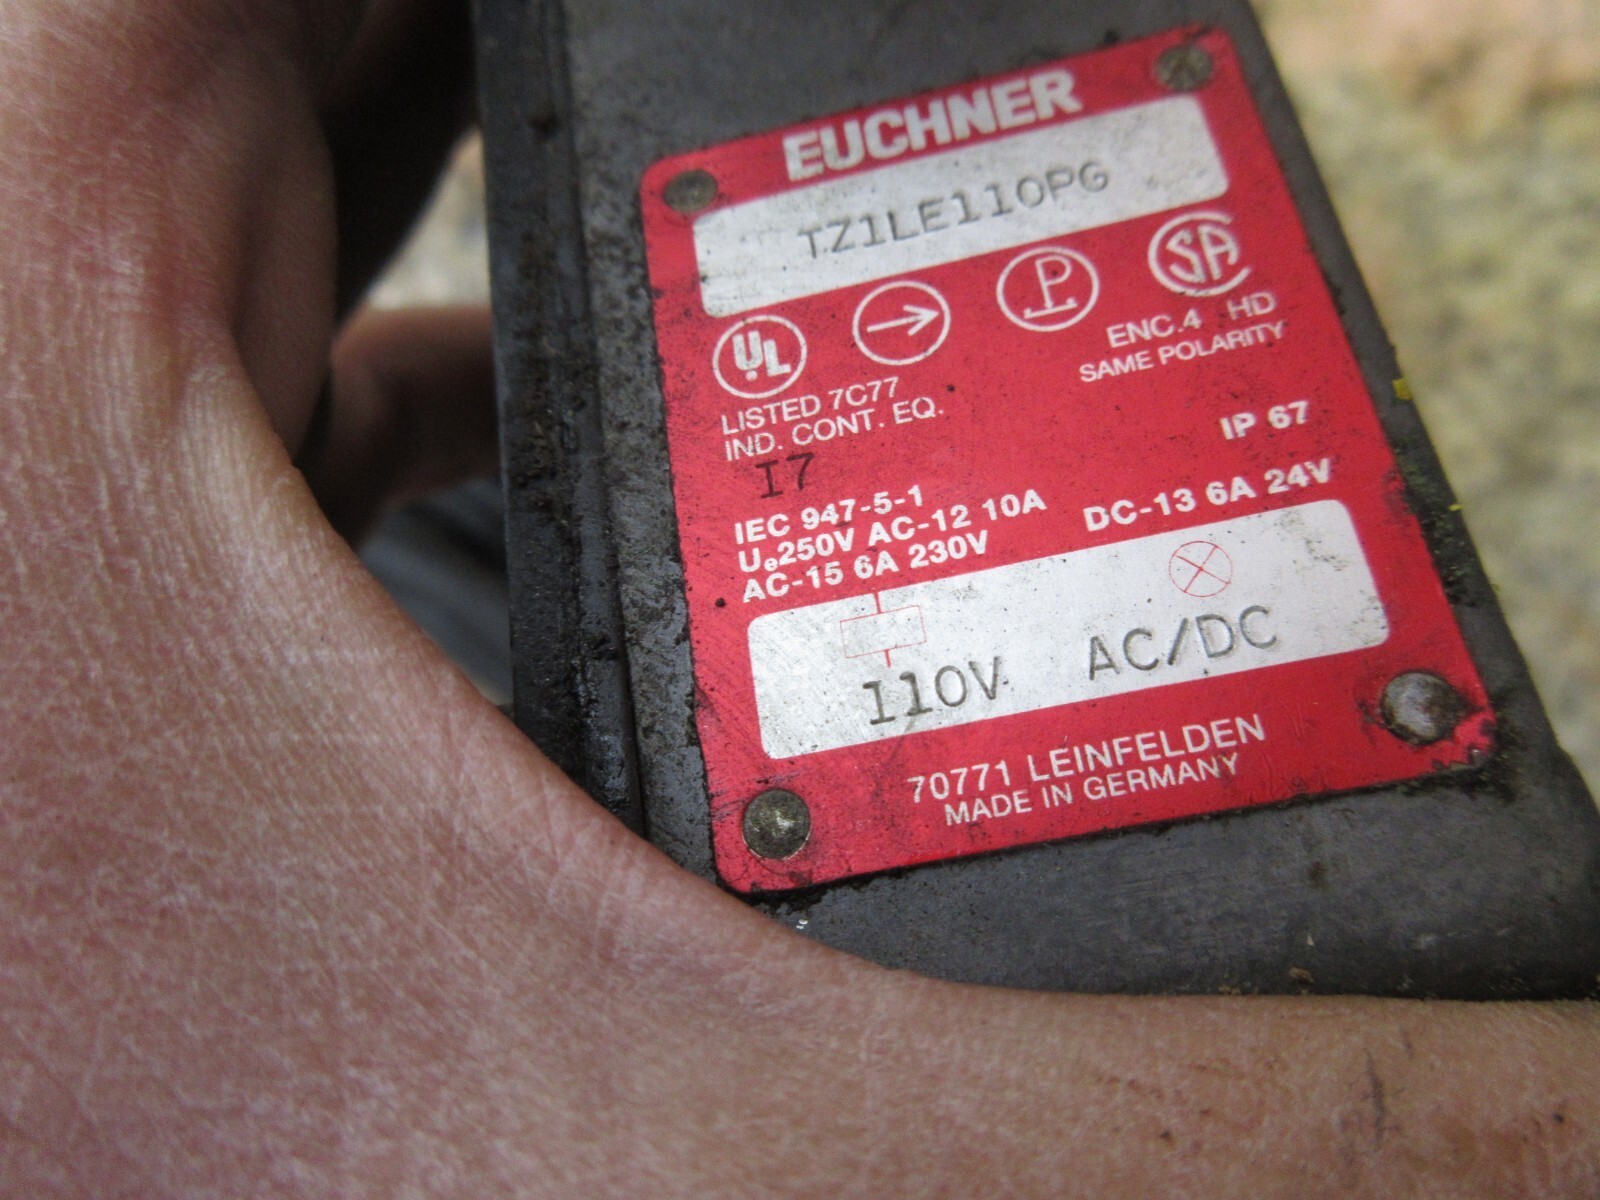 EUCHNER
TZ1LE110PG
UL
P
SA
LISTED 7C77
IND. CONT. EQ.
I7
ENC.4 HD
SAME POLARITY
IP 67
IEC 947-5-1
Ue250V AC-12 10A
AC-15 6A 230V
DC-13 6A 24V
110V AC/DC
70771 LEINFELDEN
MADE IN GERMANY